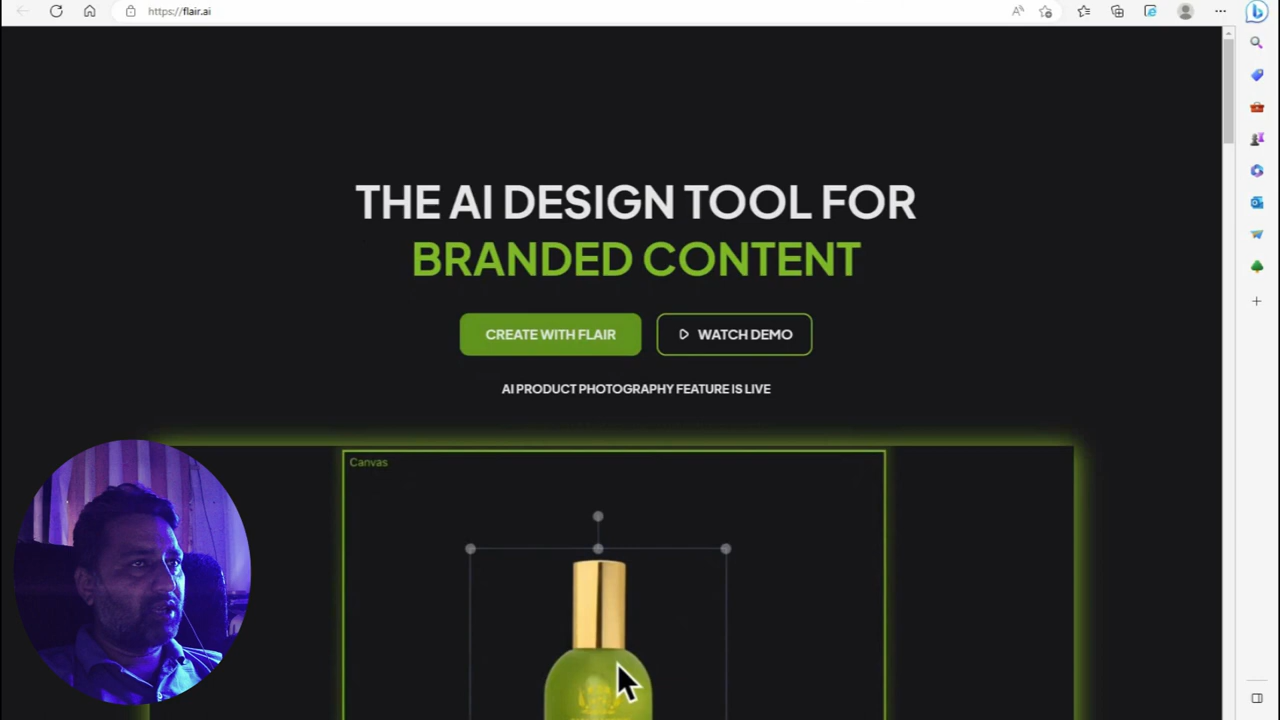 https://flair.ai
THE AI DESIGN TOOL FOR
BRANDED CONTENT
CREATE WITH FLAIR
WATCH DEMO
AI PRODUCT PHOTOGRAPHY FEATURE IS LIVE
Canvas